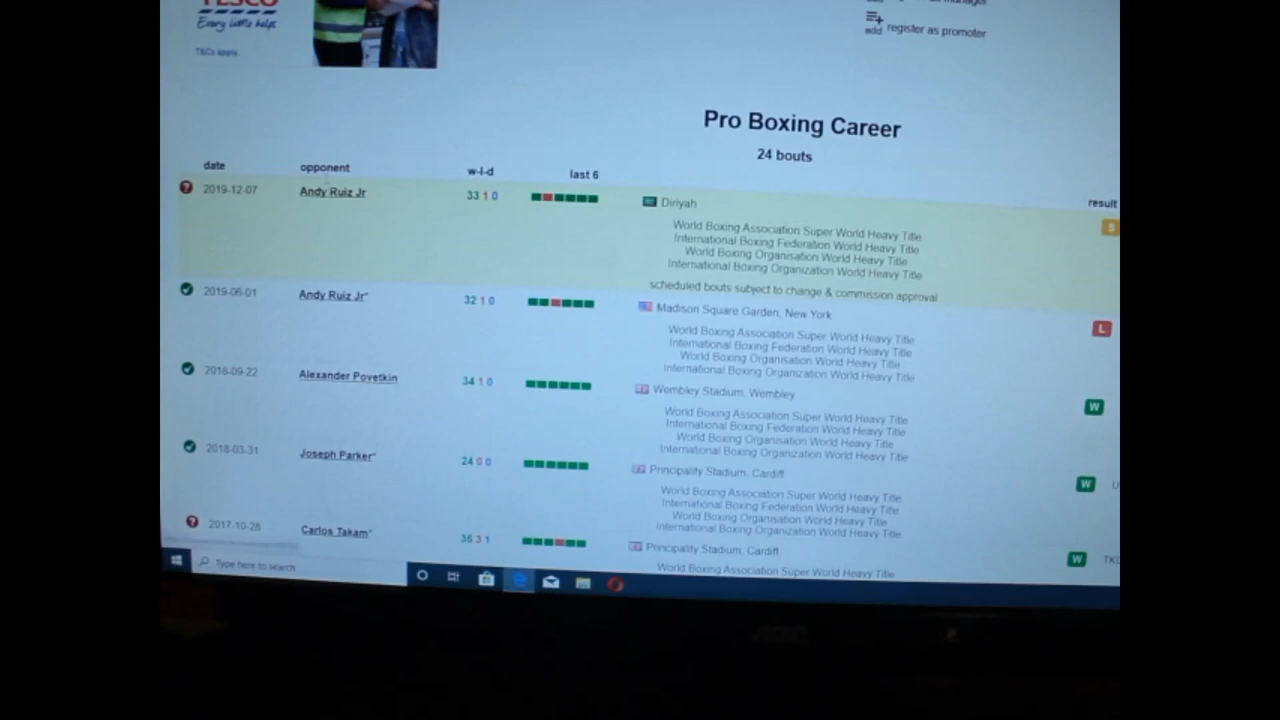 TESCO
Every little helps
T&Cs apply
add register as promoter
Pro Boxing Career
24 bouts
date opponent w-l-d last 6 result
2019-12-07 Andy Ruiz Jr 33 1 0 Diriyah S
World Boxing Association Super World Heavy Title
International Boxing Federation World Heavy Title
World Boxing Organisation World Heavy Title
International Boxing Organization World Heavy Title
scheduled bouts subject to change & commission approval
2019-06-01 Andy Ruiz Jr* 32 1 0 Madison Square Garden, New York L
World Boxing Association Super World Heavy Title
International Boxing Federation World Heavy Title
World Boxing Organisation World Heavy Title
International Boxing Organization World Heavy Title
2018-09-22 Alexander Povetkin 34 1 0 Wembley Stadium, Wembley W
World Boxing Association Super World Heavy Title
International Boxing Federation World Heavy Title
World Boxing Organisation World Heavy Title
International Boxing Organization World Heavy Title
2018-03-31 Joseph Parker* 24 0 0 Principality Stadium, Cardiff W U
World Boxing Association Super World Heavy Title
International Boxing Federation World Heavy Title
World Boxing Organisation World Heavy Title
International Boxing Organization World Heavy Title
2017-10-28 Carlos Takam* 35 3 1 Principality Stadium, Cardiff W TKO
World Boxing Association Super World Heavy Title
Type here to search